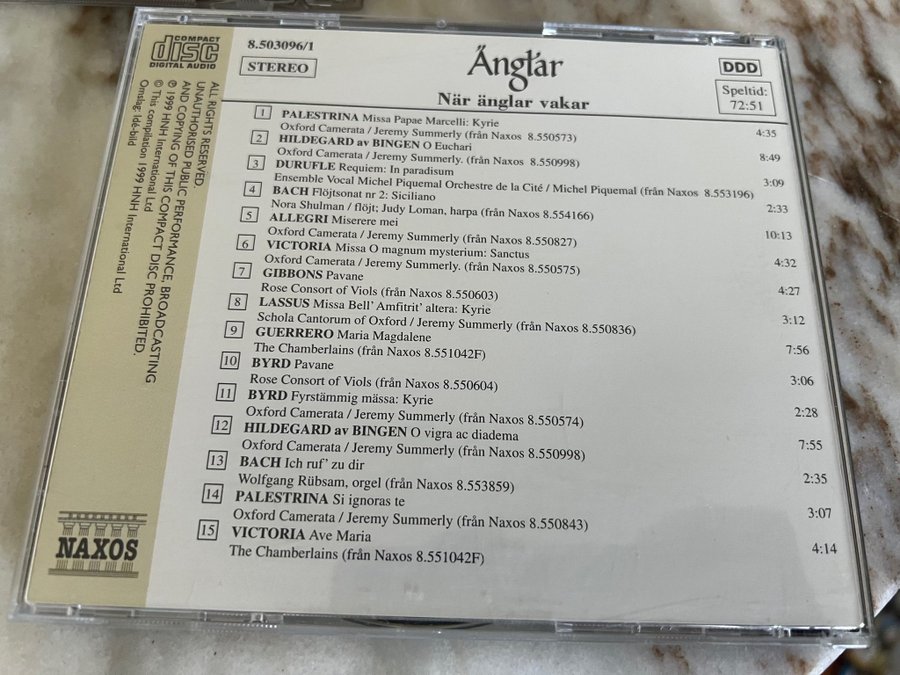 COMPACT
disc
DIGITAL AUDIO
8.503096/1
STEREO
Änglar
När änglar vakar
DDD
Speltid:
72:51
1 PALESTRINA Missa Papae Marcelli: Kyrie
Oxford Camerata / Jeremy Summerly (från Naxos 8.550573) 4:35
2 HILDEGARD av BINGEN O Euchari
Oxford Camerata / Jeremy Summerly. (från Naxos 8.550998) 8:49
3 DURUFLE Requiem: In paradisum
Ensemble Vocal Michel Piquemal Orchestre de la Cité / Michel Piquemal (från Naxos 8.553196) 3:09
4 BACH Flöjtsonat nr 2: Siciliano
Nora Shulman / flöjt; Judy Loman, harpa (från Naxos 8.554166) 2:33
5 ALLEGRI Miserere mei
Oxford Camerata / Jeremy Summerly (från Naxos 8.550827) 10:13
6 VICTORIA Missa O magnum mysterium: Sanctus
Oxford Camerata / Jeremy Summerly. (från Naxos 8.550575) 4:32
7 GIBBONS Pavane
Rose Consort of Viols (från Naxos 8.550603) 4:27
8 LASSUS Missa Bell' Amfitrit' altera: Kyrie
Schola Cantorum of Oxford / Jeremy Summerly (från Naxos 8.550836) 3:12
9 GUERRERO Maria Magdalene
The Chamberlains (från Naxos 8.551042F) 7:56
10 BYRD Pavane
Rose Consort of Viols (från Naxos 8.550604) 3:06
11 BYRD Fyrstämmig mässa: Kyrie
Oxford Camerata / Jeremy Summerly (från Naxos 8.550574) 2:28
12 HILDEGARD av BINGEN O vigra ac diadema
Oxford Camerata / Jeremy Summerly (från Naxos 8.550998) 7:55
13 BACH Ich ruf' zu dir
Wolfgang Rübsam, orgel (från Naxos 8.553859) 2:35
14 PALESTRINA Si ignoras te
Oxford Camerata / Jeremy Summerly (från Naxos 8.550843) 3:07
15 VICTORIA Ave Maria
The Chamberlains (från Naxos 8.551042F) 4:14
ALL RIGHTS RESERVED.
UNAUTHORISED PUBLIC PERFORMANCE, BROADCASTING
AND COPYING OF THIS COMPACT DISC PROHIBITED.
℗ 1999 HNH International Ltd
© This compilation 1999 HNH International Ltd
Omslag: Idé-bild
NAXOS